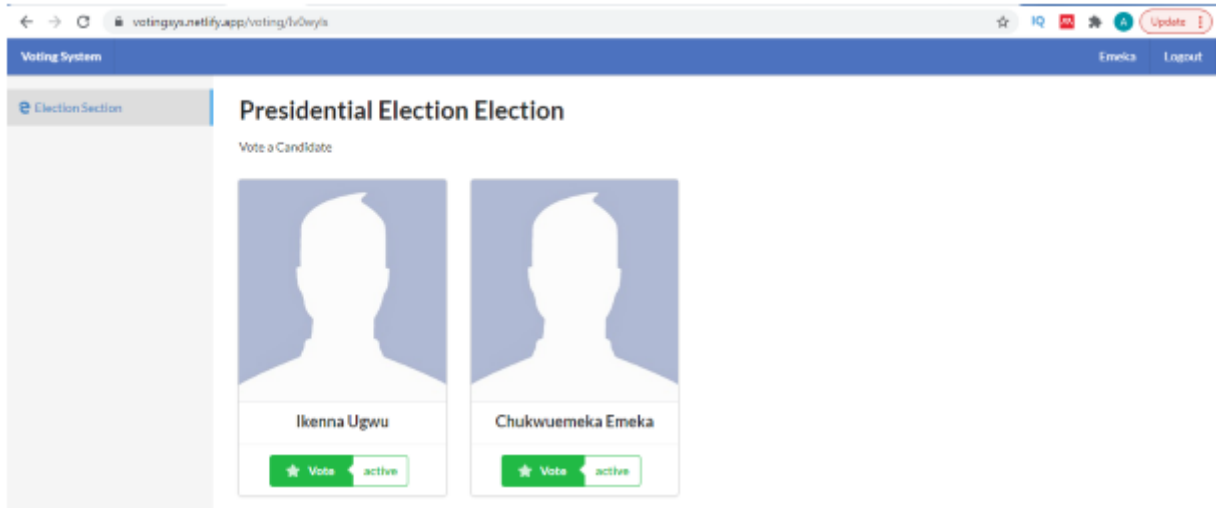 votingsys.netlify.app/voting/lv0wyls
IQ
A
Update
Voting System
Emeka Logout
Election Section
Presidential Election Election
Vote a Candidate
Ikenna Ugwu Chukwuemeka Emeka
Vote active Vote active